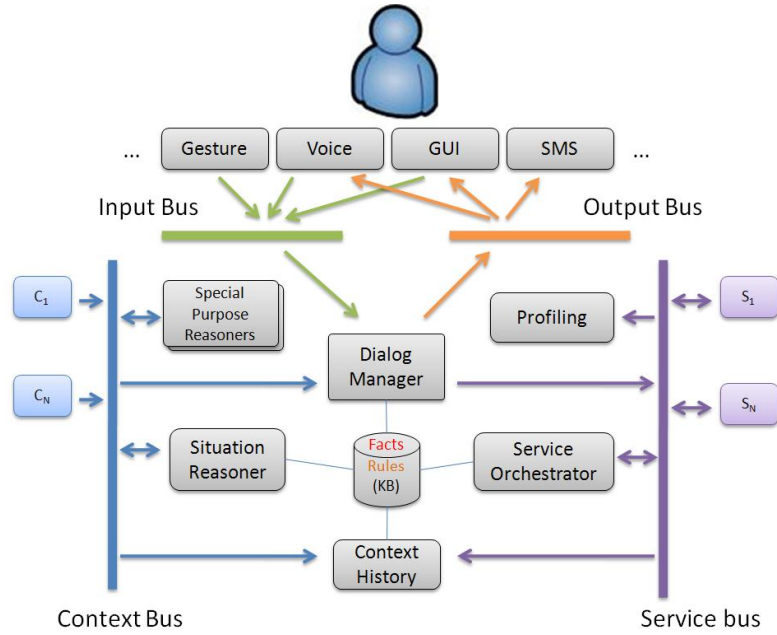 ... Gesture Voice GUI SMS ...
Input Bus
Output Bus
C1
Special
Purpose
Reasoners
Profiling
S1
Dialog
Manager
CN
SN
Situation
Reasoner
Facts
Rules
(KB)
Service
Orchestrator
Context
History
Context Bus
Service bus